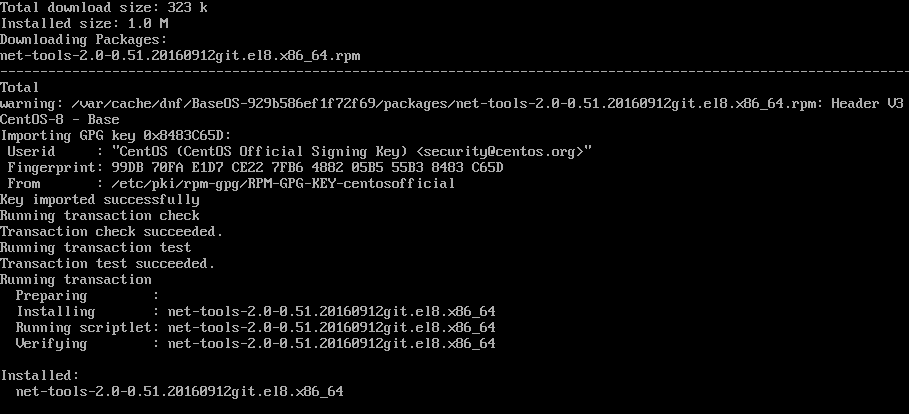 Total download size: 323 k
Installed size: 1.0 M
Downloading Packages:
net-tools-2.0-0.51.20160912git.el8.x86_64.rpm
--------------------------------------------------------------------------------------------------------------------
Total
warning: /var/cache/dnf/BaseOS-929b586ef1f72f69/packages/net-tools-2.0-0.51.20160912git.el8.x86_64.rpm: Header V3
CentOS-8 - Base
Importing GPG key 0x8483C65D:
 Userid     : "CentOS (CentOS Official Signing Key) <security@centos.org>"
 Fingerprint: 99DB 70FA E1D7 CE22 7FB6 4882 05B5 55B3 8483 C65D
 From       : /etc/pki/rpm-gpg/RPM-GPG-KEY-centosofficial
Key imported successfully
Running transaction check
Transaction check succeeded.
Running transaction test
Transaction test succeeded.
Running transaction
  Preparing        :
  Installing       : net-tools-2.0-0.51.20160912git.el8.x86_64
  Running scriptlet: net-tools-2.0-0.51.20160912git.el8.x86_64
  Verifying        : net-tools-2.0-0.51.20160912git.el8.x86_64

Installed:
  net-tools-2.0-0.51.20160912git.el8.x86_64